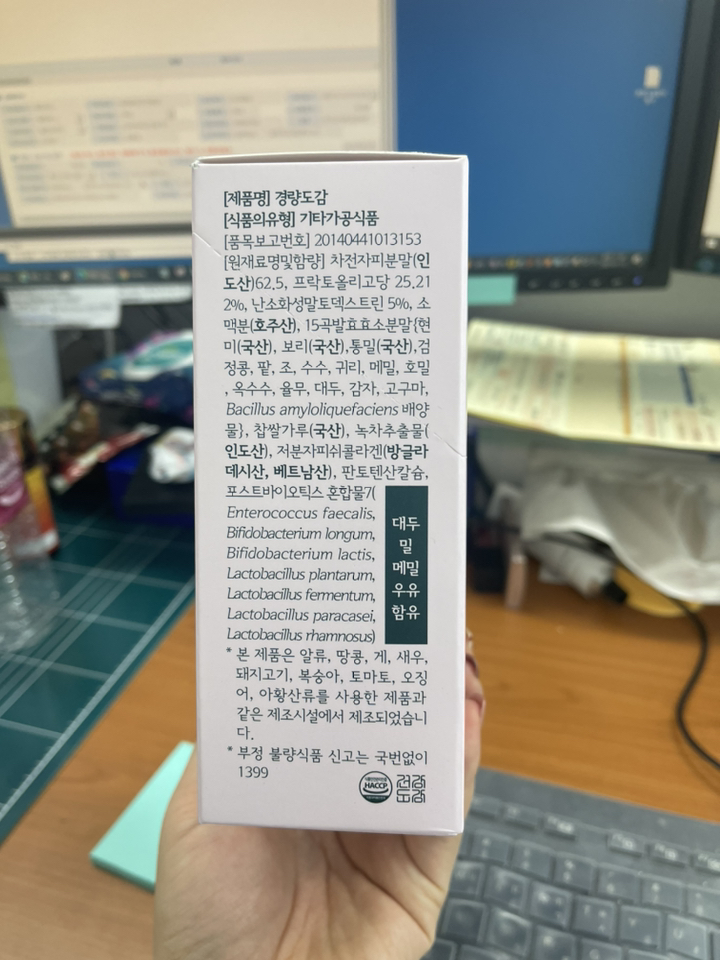 [제품명] 경량도감
[식품의유형] 기타가공식품
[품목보고번호] 20140441013153
[원재료명및함량] 차전자피분말(인
도산)62.5, 프락토올리고당 25.21
2%, 난소화성말토덱스트린 5%, 소
맥분(호주산), 15곡발효효소분말{현
미(국산), 보리(국산),통밀(국산),검
정콩, 팥, 조, 수수, 귀리, 메밀, 호밀
, 옥수수, 율무, 대두, 감자, 고구마,
Bacillus amyloliquefaciens 배양
물}, 찹쌀가루(국산), 녹차추출물(
인도산), 저분자피쉬콜라겐(방글라
데시산, 베트남산), 판토텐산칼슘,
포스트바이오틱스 혼합물7(
Enterococcus faecalis,
Bifidobacterium longum,
Bifidobacterium lactis,
Lactobacillus plantarum,
Lactobacillus fermentum,
Lactobacillus paracasei,
Lactobacillus rhamnosus)
대두
밀
메밀
우유
함유
* 본 제품은 알류, 땅콩, 게, 새우,
돼지고기, 복숭아, 토마토, 오징
어, 아황산류를 사용한 제품과
같은 제조시설에서 제조되었습니
다.
* 부정 불량식품 신고는 국번없이
1399
HACCP
건강
도감